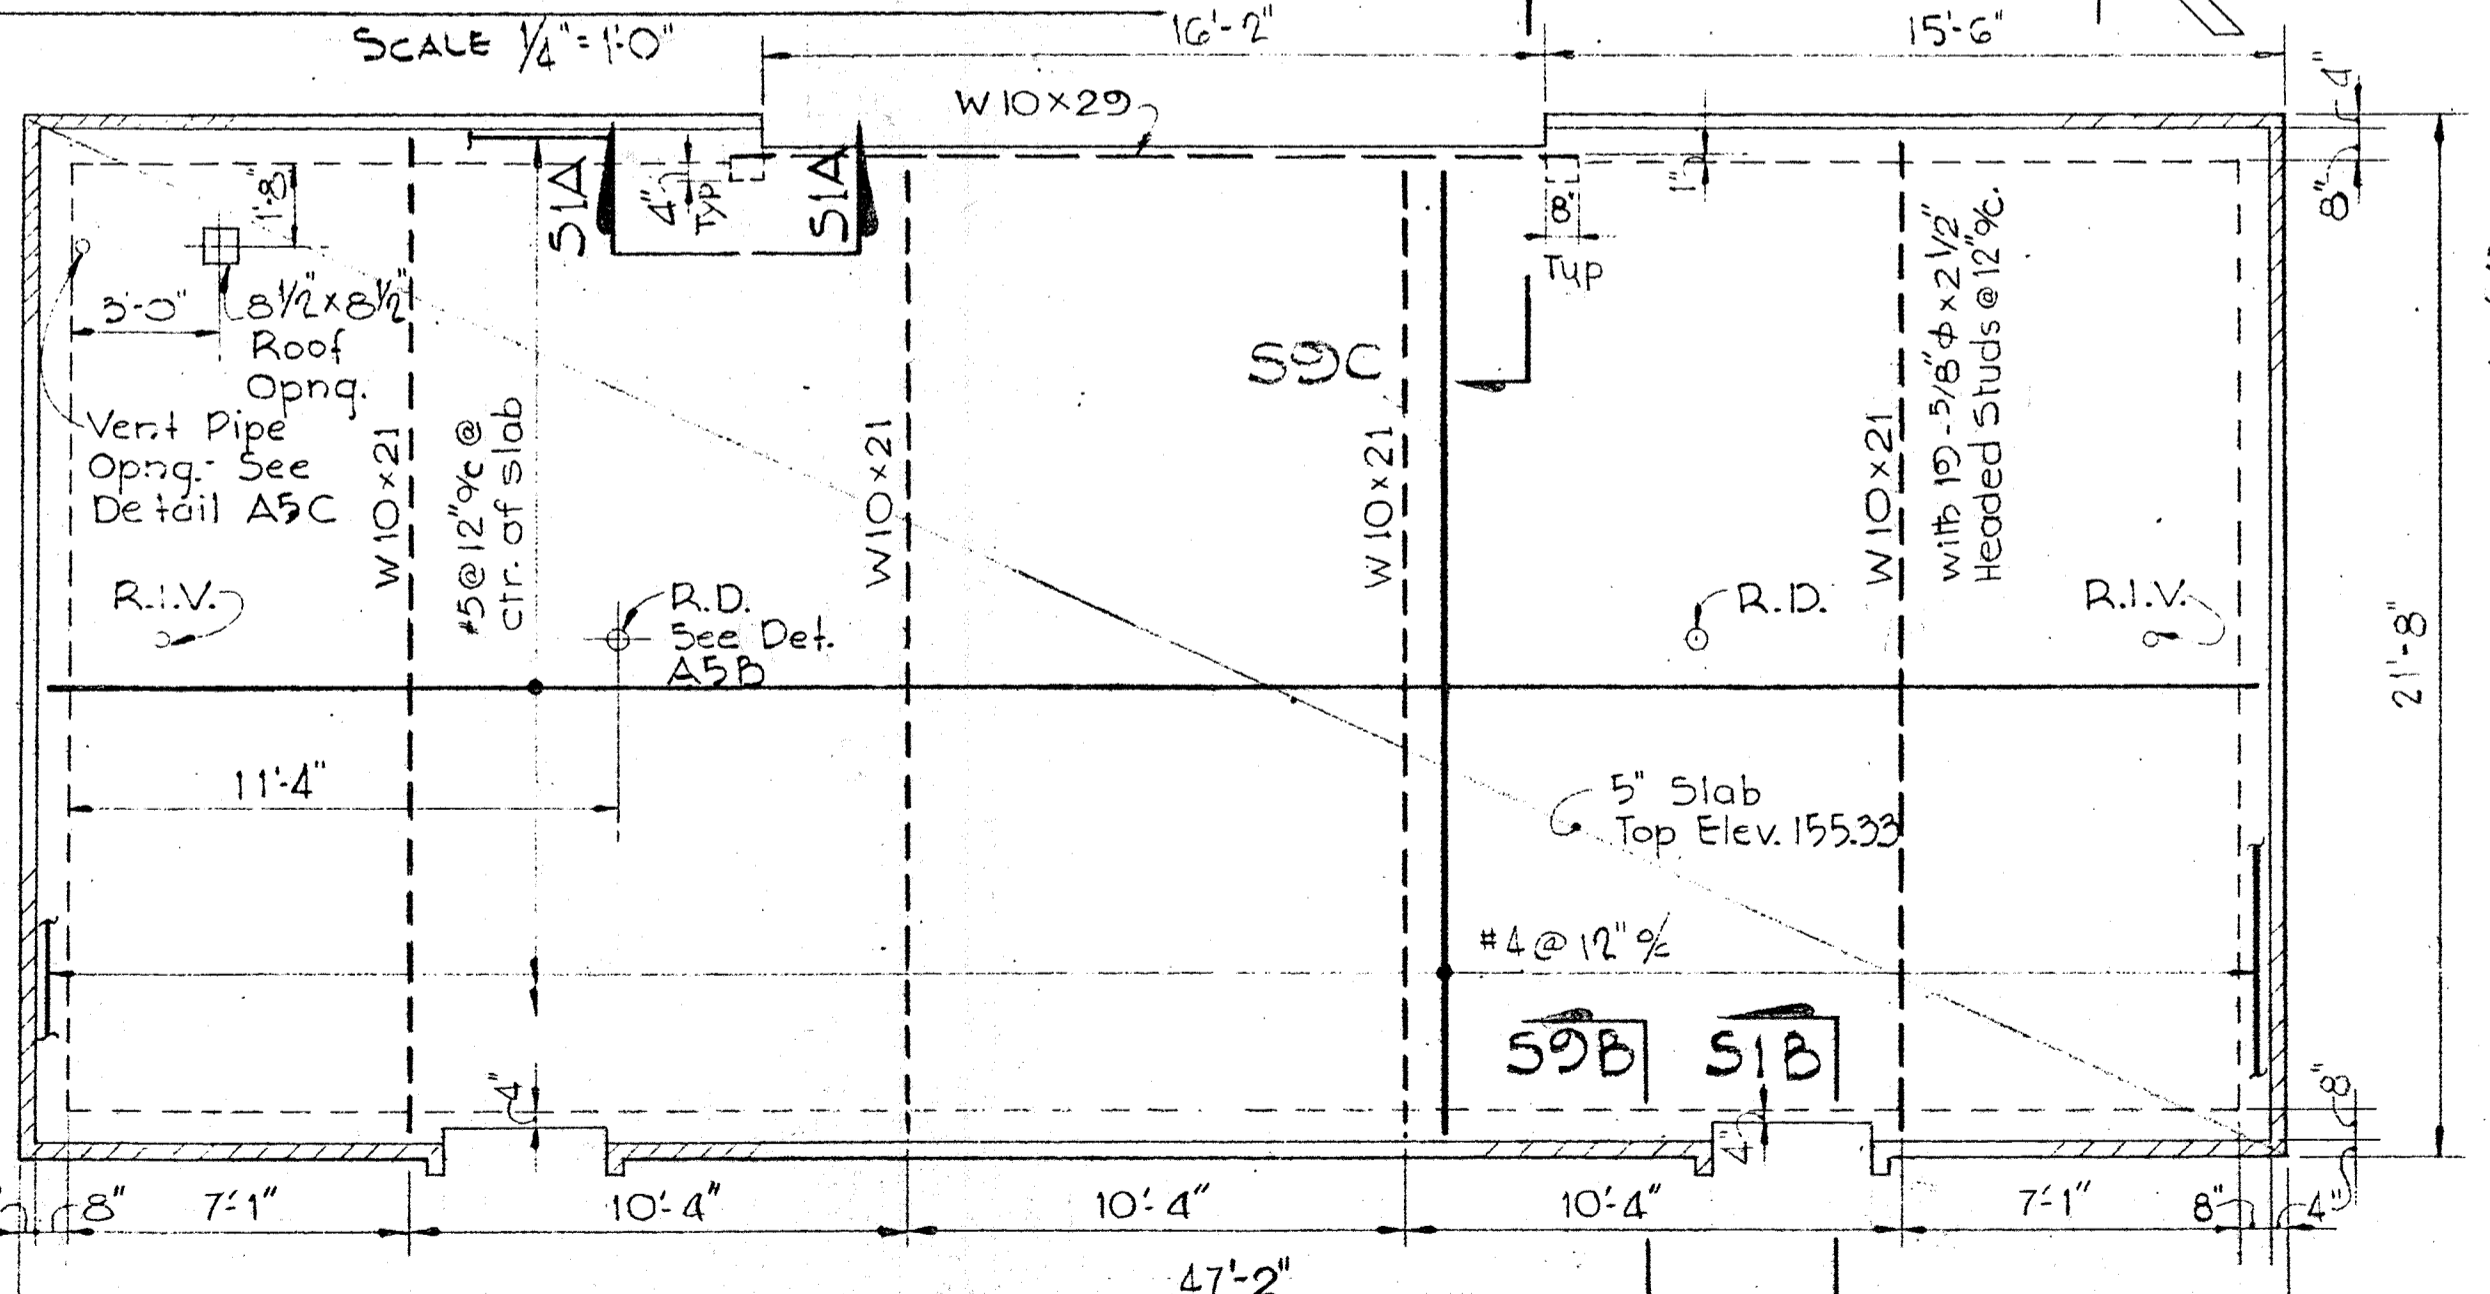 SCALE 1/4" = 1'-0"
16'-2"
15'-6"
4"
W10×29
8"
1'-8"
S1A
4"
Typ
S1A
8"
Typ
1"
3'-0"
8 1/2" × 8 1/2"
Roof
Opng.
Vent Pipe
Opng.- See
Detail A5C
W10×21
#5@12"o/c @
ctr. of slab
W10×21
S9C
W10×21
W10×21
with 19 - 5/8"ϕ × 2 1/2"
Headed Studs @ 12"o/c.
R.I.V.
R.D.
See Det.
A5B
R.D.
R.I.V.
21'-8"
11'-4"
5" Slab
Top Elev. 155.33
#4 @ 12" o/c
S9B
S1B
4"
4"
8"
8"
7'-1"
10'-4"
10'-4"
10'-4"
7'-1"
8"
4"
47'-2"